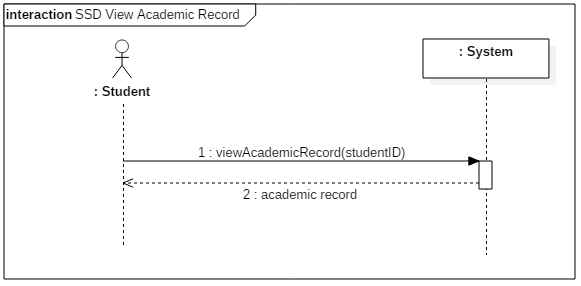 interaction SSD View Academic Record
: Student
: System
1 : viewAcademicRecord(studentID)
2 : academic record